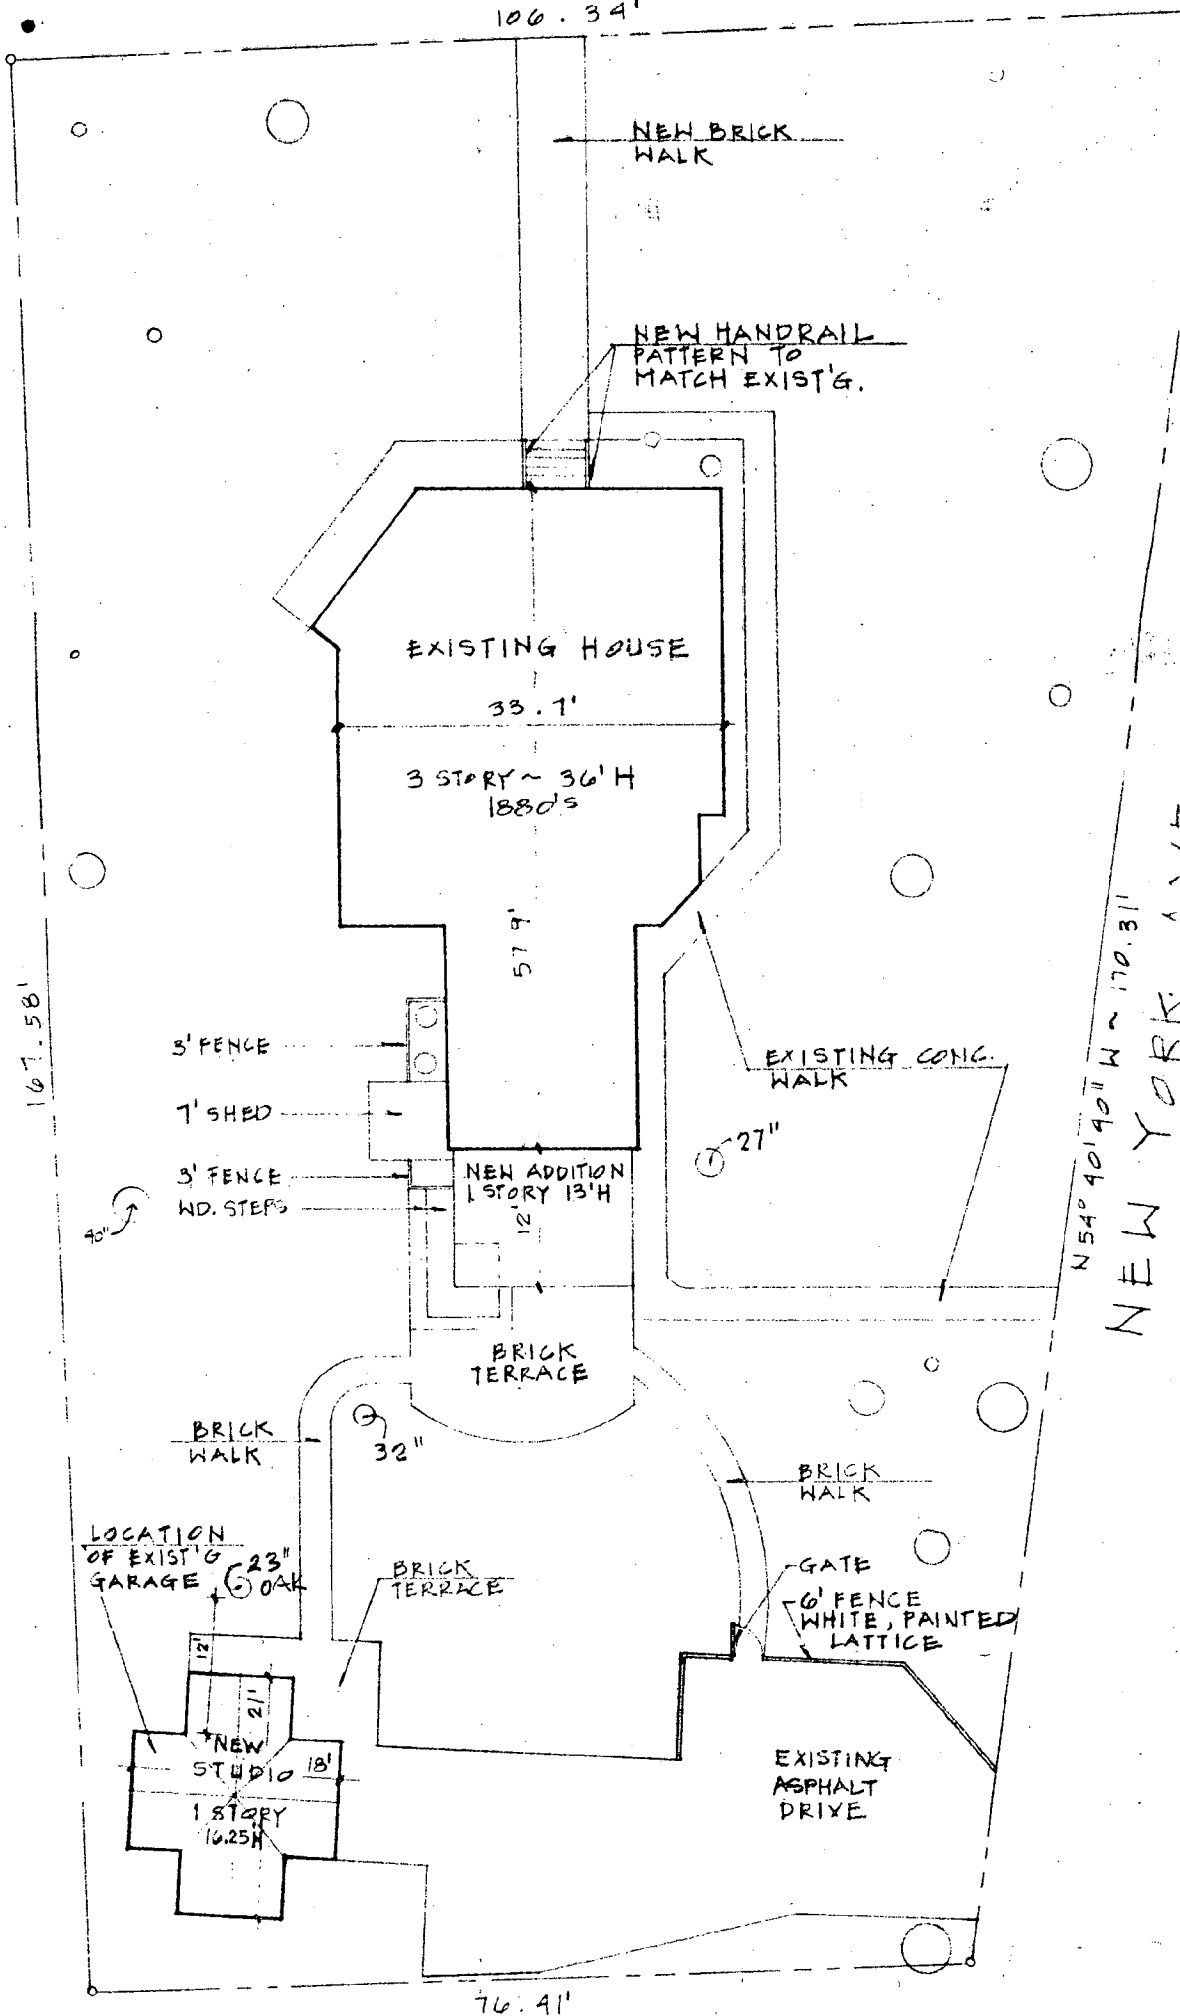 106.34'
NEW BRICK
WALK
NEW HANDRAIL
PATTERN TO
MATCH EXIST'G.
EXISTING HOUSE
33.7'
3 STORY ~ 36' H
1880's
57.9'
167.58'
3' FENCE
7' SHED
3' FENCE
WD. STEPS
40"
NEW ADDITION
1 STORY 13'H
12'
EXISTING CONC.
WALK
27"
N 54° 40' 40" W ~ 170.31'
NEW YORK AVE
BRICK
TERRACE
BRICK
WALK
32"
BRICK
WALK
LOCATION
OF EXIST'G
GARAGE
23"
OAK
BRICK
TERRACE
GATE
6' FENCE
WHITE, PAINTED
LATTICE
12'
21'
NEW
STUDIO
18'
1 STORY
16.25H
EXISTING
ASPHALT
DRIVE
76.41'